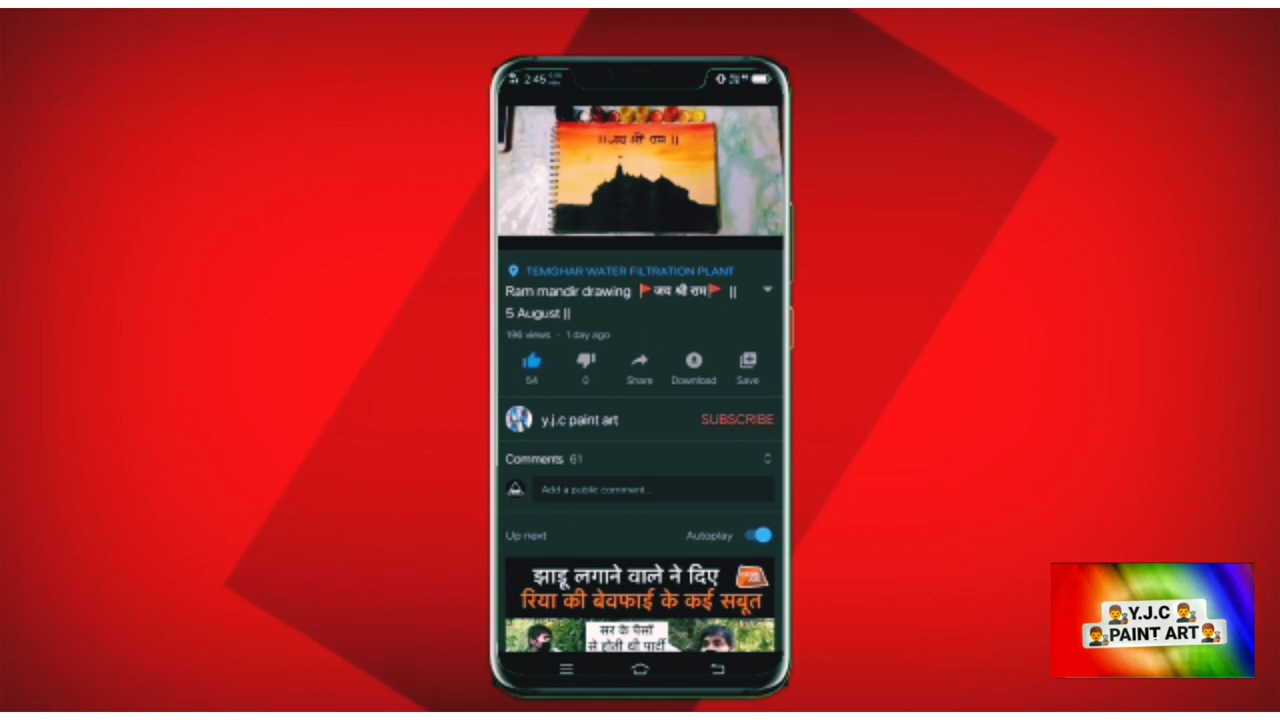 2:45
|| जय श्री राम ||
TEMGHAR WATER FILTRATION PLANT
Ram mandir drawing 🚩जय श्री राम🚩 ||
5 August ||
196 views · 1 day ago
54 0 Share Download Save
y.j.c paint art SUBSCRIBE
Comments 61
Add a public comment...
Up next Autoplay
झाड़ू लगाने वाले ने दिए
रिया की बेवफाई के कई सबूत
सर के पैसों
से होती थी पार्टी
Y.J.C
PAINT ART